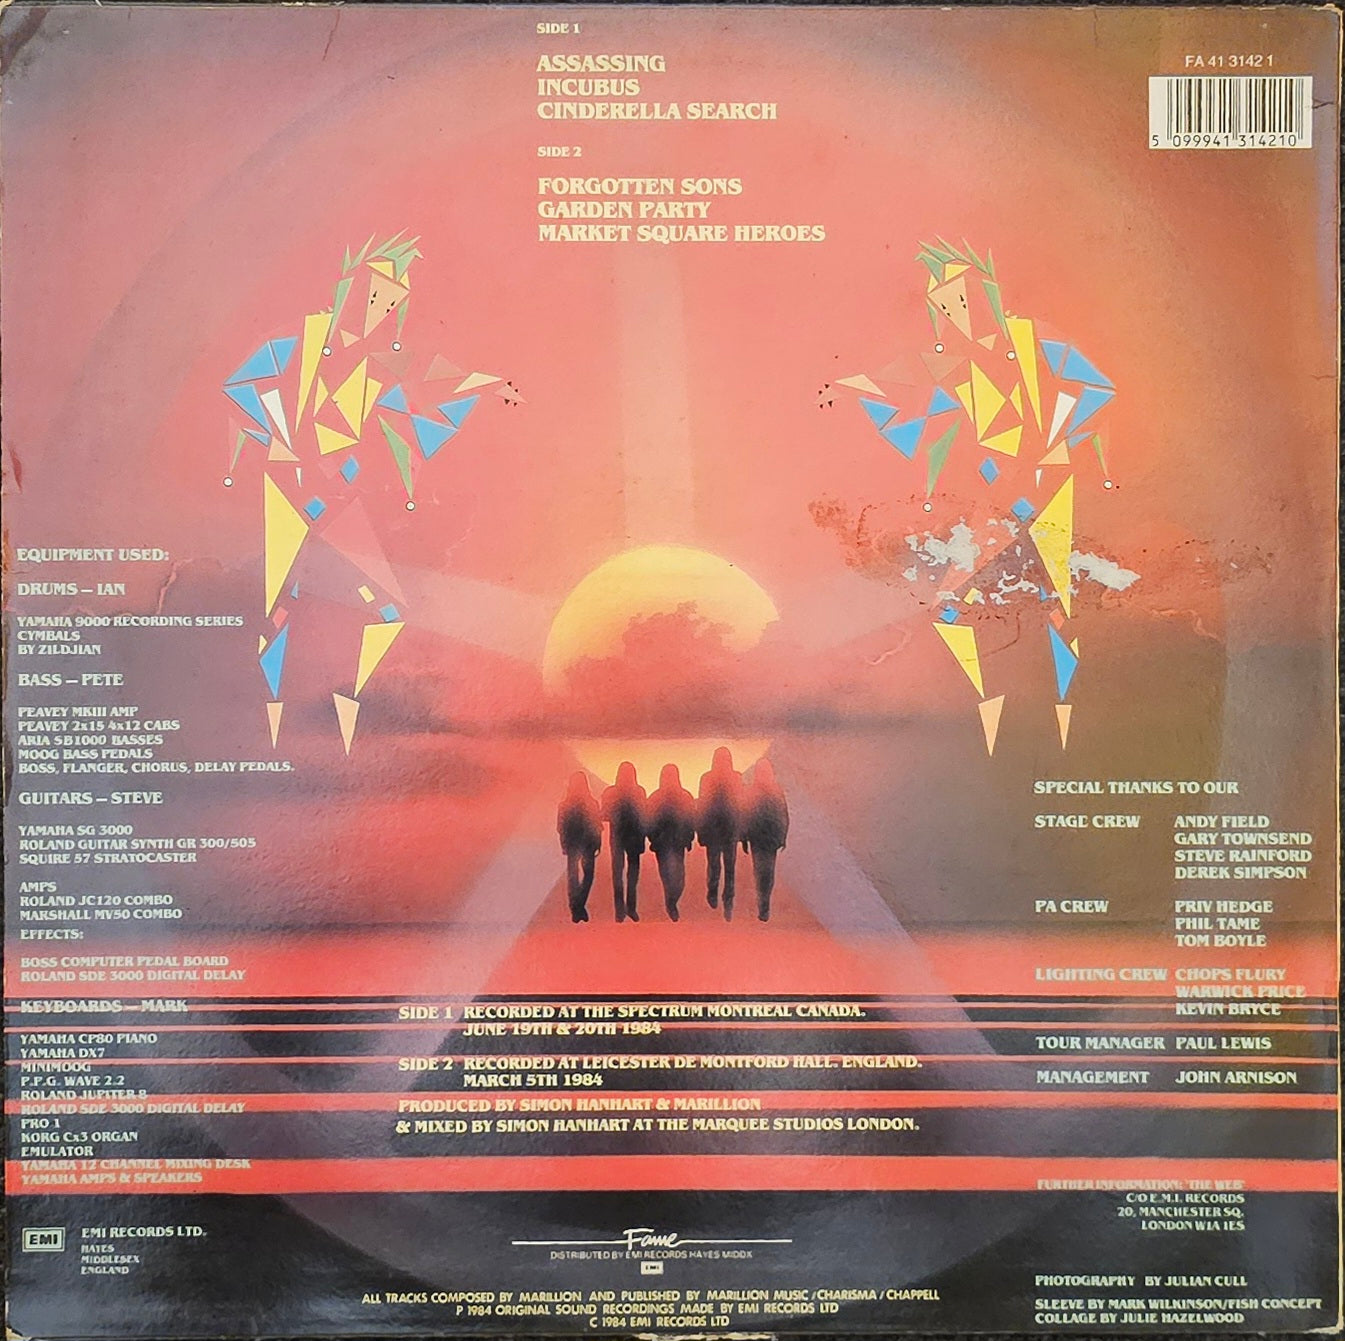 SIDE 1
ASSASSING
INCUBUS
CINDERELLA SEARCH
SIDE 2
FORGOTTEN SONS
GARDEN PARTY
MARKET SQUARE HEROES
FA 41 3142 1
5 099941 314210
EQUIPMENT USED:
DRUMS – IAN
YAMAHA 9000 RECORDING SERIES
CYMBALS
BY ZILDJIAN
BASS – PETE
PEAVEY MKIII AMP
PEAVEY 2x15 4x12 CABS
ARIA SB1000 BASSES
MOOG BASS PEDALS
BOSS, FLANGER, CHORUS, DELAY PEDALS.
GUITARS – STEVE
YAMAHA SG 3000
ROLAND GUITAR SYNTH GR 300/505
SQUIRE 57 STRATOCASTER
AMPS
ROLAND JC120 COMBO
MARSHALL MV50 COMBO
EFFECTS:
BOSS COMPUTER PEDAL BOARD
ROLAND SDE 3000 DIGITAL DELAY
KEYBOARDS – MARK
YAMAHA CP80 PIANO
YAMAHA DX7
MINIMOOG
P.P.G. WAVE 2.2
ROLAND JUPITER 8
ROLAND SDE 3000 DIGITAL DELAY
PRO 1
KORG Cx3 ORGAN
EMULATOR
YAMAHA 12 CHANNEL MIXING DESK
YAMAHA AMPS & SPEAKERS
SIDE 1 RECORDED AT THE SPECTRUM MONTREAL CANADA.
JUNE 19TH & 20TH 1984
SIDE 2 RECORDED AT LEICESTER DE MONTFORD HALL. ENGLAND.
MARCH 5TH 1984
PRODUCED BY SIMON HANHART & MARILLION
& MIXED BY SIMON HANHART AT THE MARQUEE STUDIOS LONDON.
SPECIAL THANKS TO OUR
STAGE CREW ANDY FIELD
GARY TOWNSEND
STEVE RAINFORD
DEREK SIMPSON
PA CREW PRIV HEDGE
PHIL TAME
TOM BOYLE
LIGHTING CREW CHOPS FLURY
WARWICK PRICE
KEVIN BRYCE
TOUR MANAGER PAUL LEWIS
MANAGEMENT JOHN ARNISON
FURTHER INFORMATION: 'THE WEB'
C/O E.M.I. RECORDS
20, MANCHESTER SQ.
LONDON W1A 1ES
EMI
EMI RECORDS LTD.
HAYES
MIDDLESEX
ENGLAND
Fame
DISTRIBUTED BY EMI RECORDS HAYES MIDDX
EMI
ALL TRACKS COMPOSED BY MARILLION AND PUBLISHED BY MARILLION MUSIC/CHARISMA/CHAPPELL
P 1984 ORIGINAL SOUND RECORDINGS MADE BY EMI RECORDS LTD
C 1984 EMI RECORDS LTD
PHOTOGRAPHY BY JULIAN CULL
SLEEVE BY MARK WILKINSON/FISH CONCEPT
COLLAGE BY JULIE HAZELWOOD